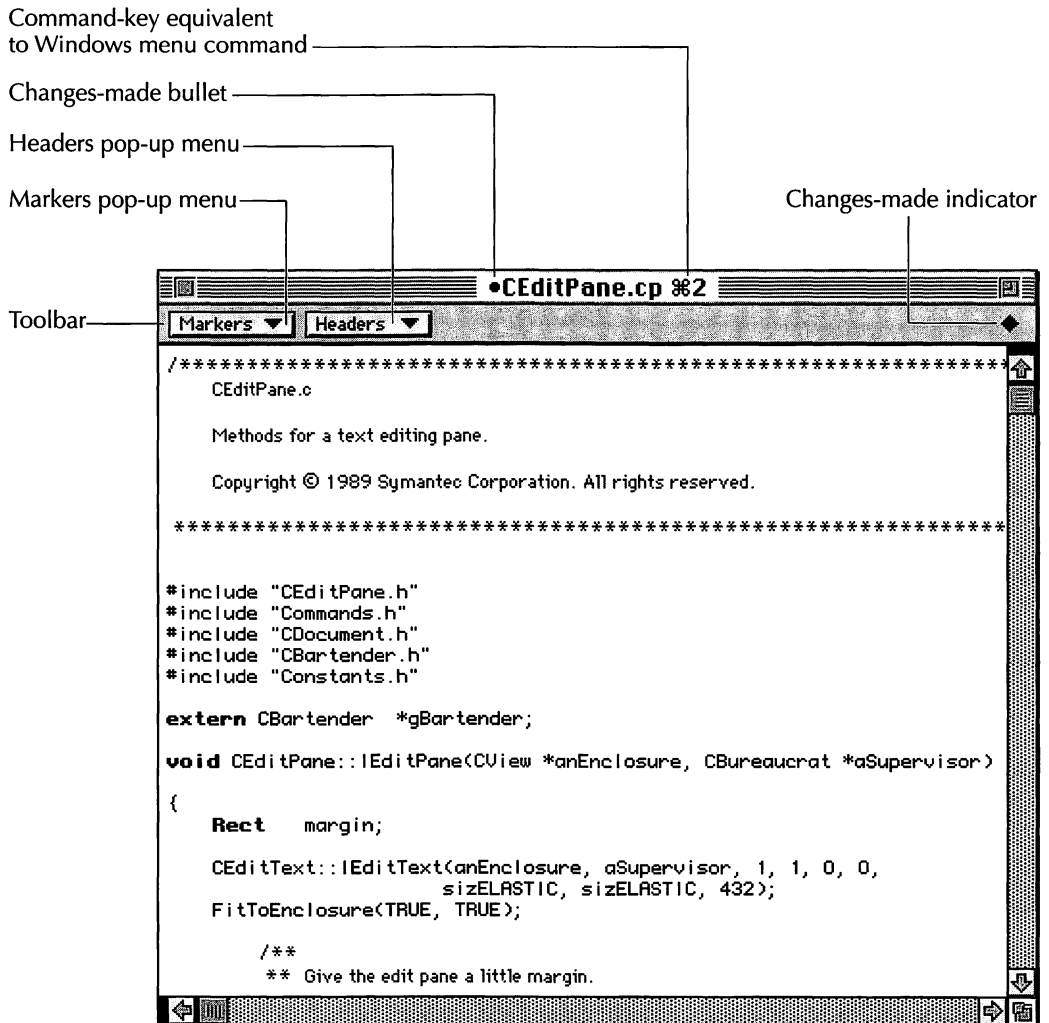 Command-key equivalent
to Windows menu command
Changes-made bullet
Headers pop-up menu
Markers pop-up menu
Changes-made indicator
•CEditPane.cp ⌘2
Toolbar
Markers ▼ Headers ▼
/**************************************************************
CEditPane.c
Methods for a text editing pane.
Copyright © 1989 Symantec Corporation. All rights reserved.
**************************************************************
#include "CEditPane.h"
#include "Commands.h"
#include "CDocument.h"
#include "CBartender.h"
#include "Constants.h"
extern CBartender *gBartender;
void CEditPane::IEditPane(CView *anEnclosure, CBureaucrat *aSupervisor)
{
Rect margin;
CEditText::IEditText(anEnclosure, aSupervisor, 1, 1, 0, 0,
sizELASTIC, sizELASTIC, 432);
FitToEnclosure(TRUE, TRUE);
/**
** Give the edit pane a little margin.